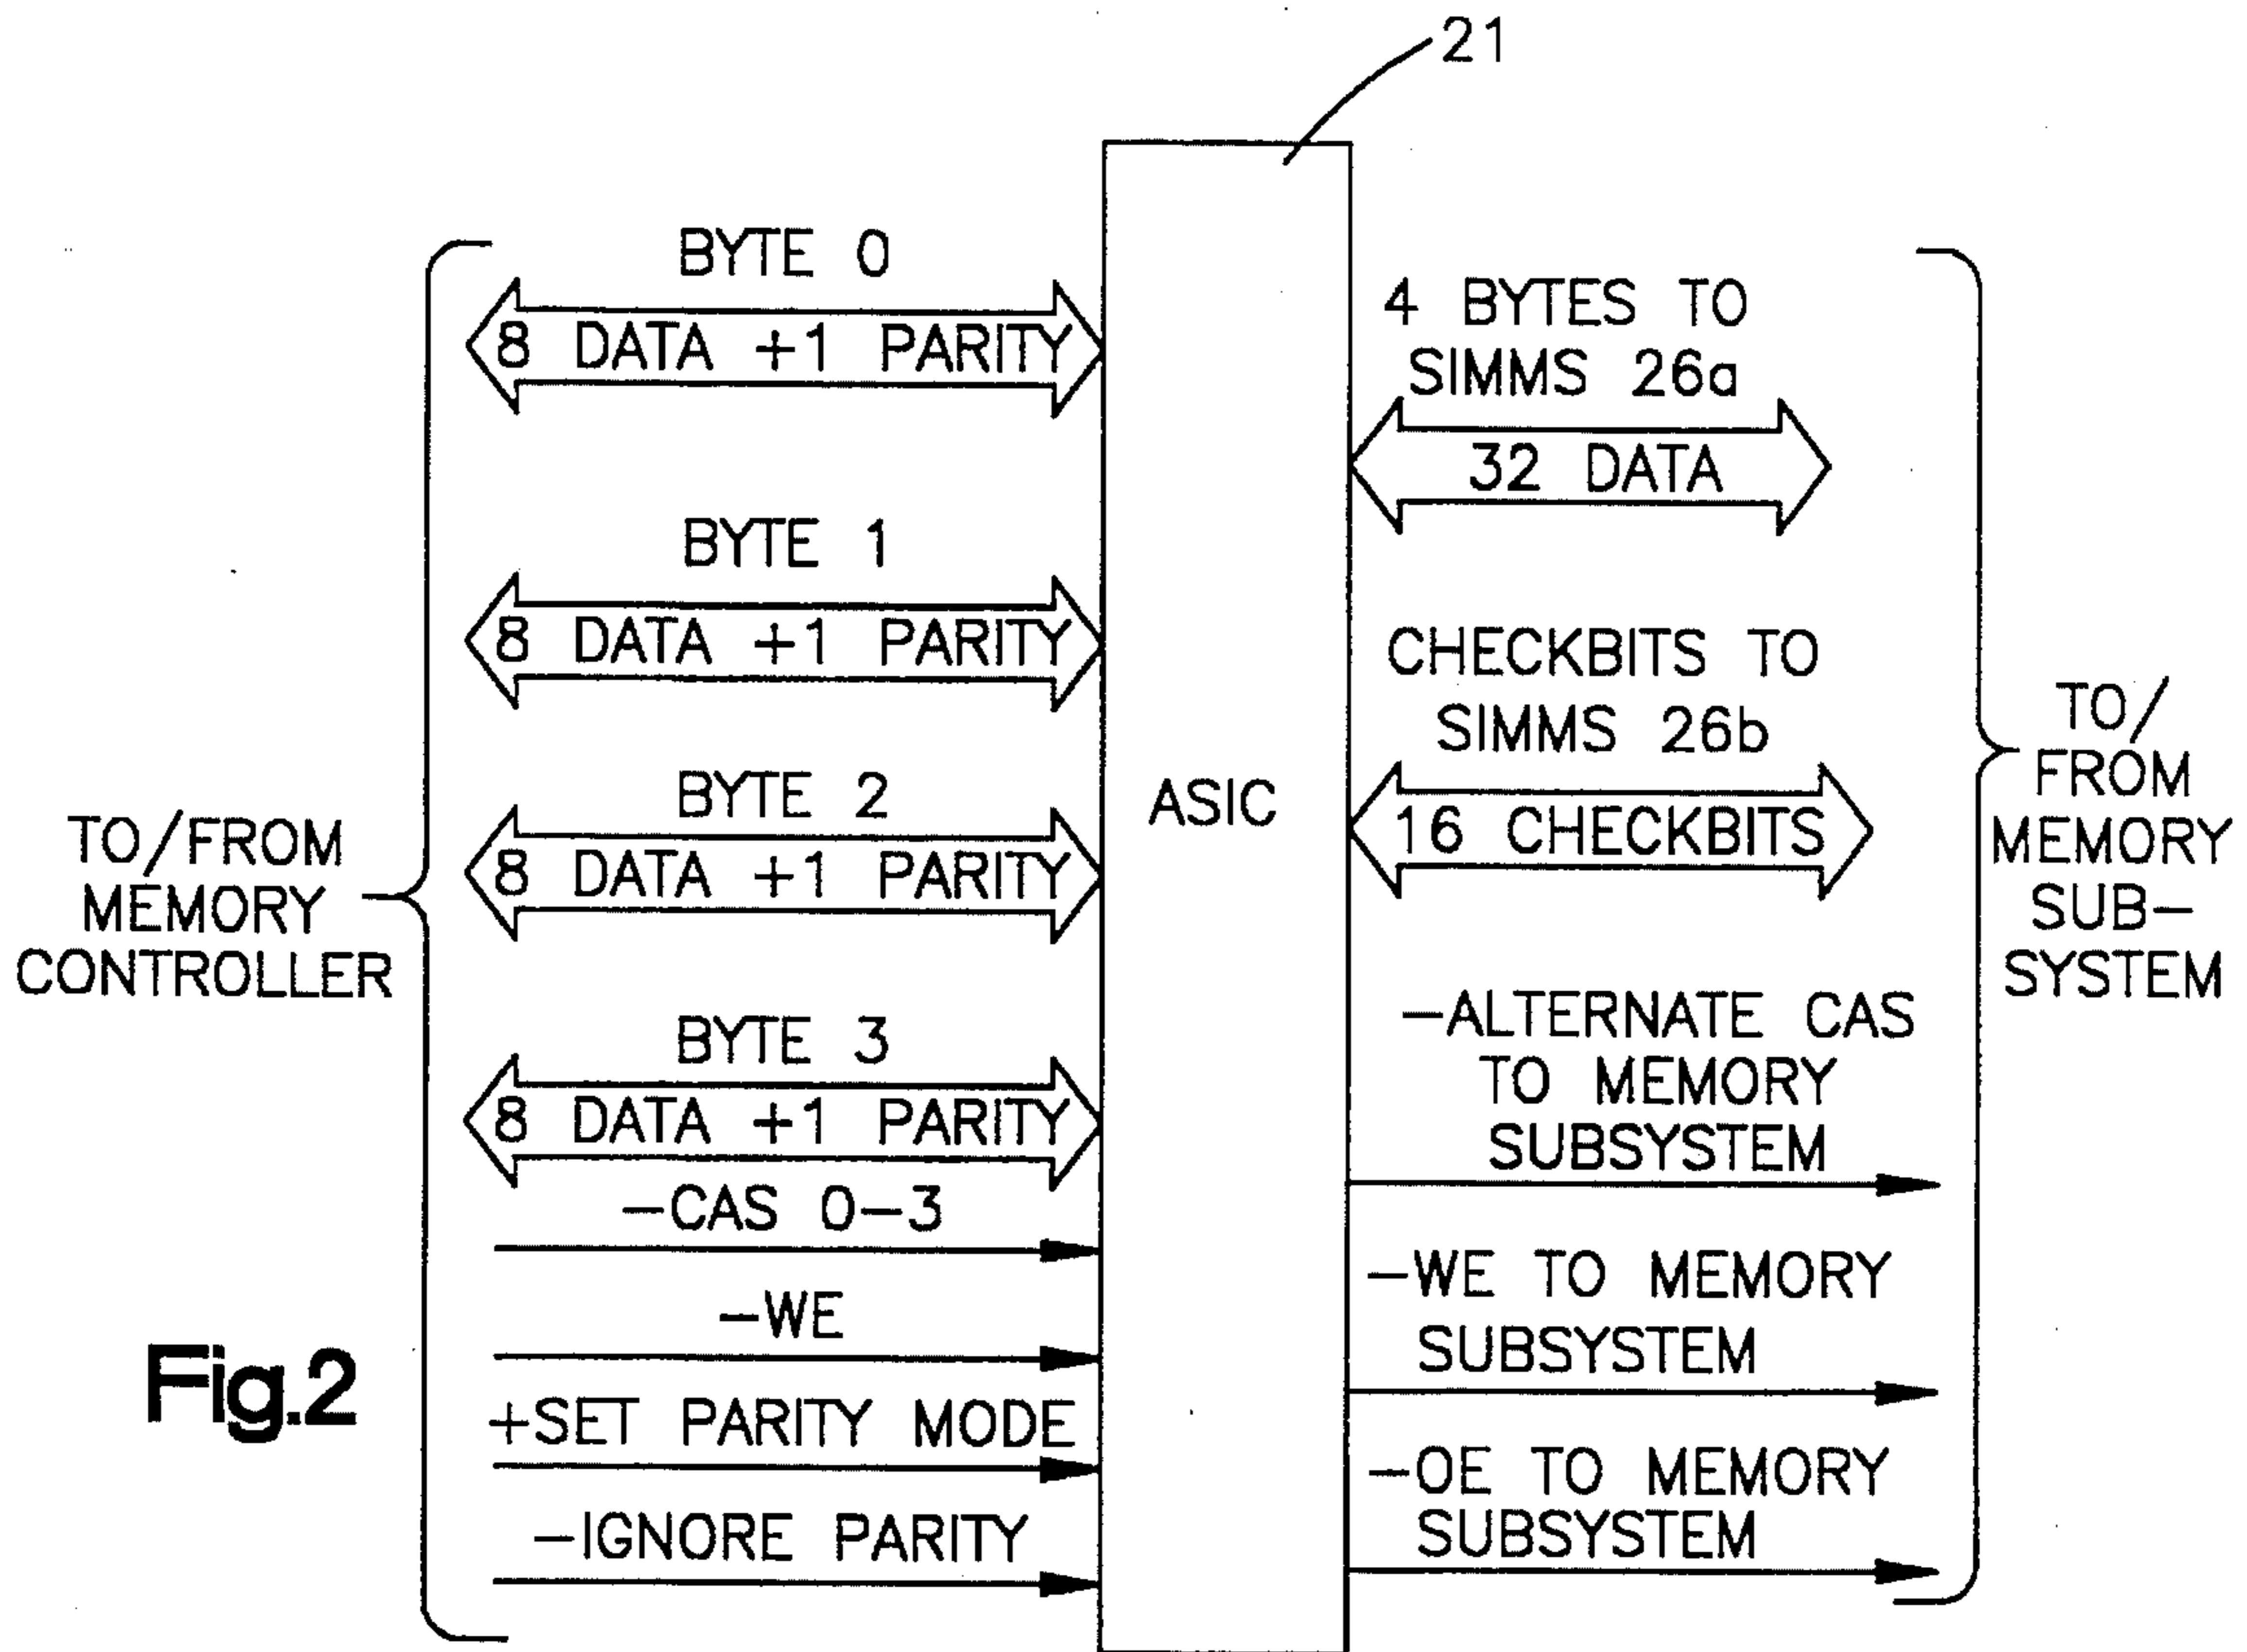 21
BYTE 0
8 DATA +1 PARITY
BYTE 1
8 DATA +1 PARITY
BYTE 2
8 DATA +1 PARITY
BYTE 3
8 DATA +1 PARITY
-CAS 0-3
-WE
+SET PARITY MODE
-IGNORE PARITY
TO/FROM
MEMORY
CONTROLLER
Fig.2
ASIC
4 BYTES TO
SIMMS 26a
32 DATA
CHECKBITS TO
SIMMS 26b
16 CHECKBITS
-ALTERNATE CAS
TO MEMORY
SUBSYSTEM
-WE TO MEMORY
SUBSYSTEM
-OE TO MEMORY
SUBSYSTEM
TO/
FROM
MEMORY
SUB-
SYSTEM